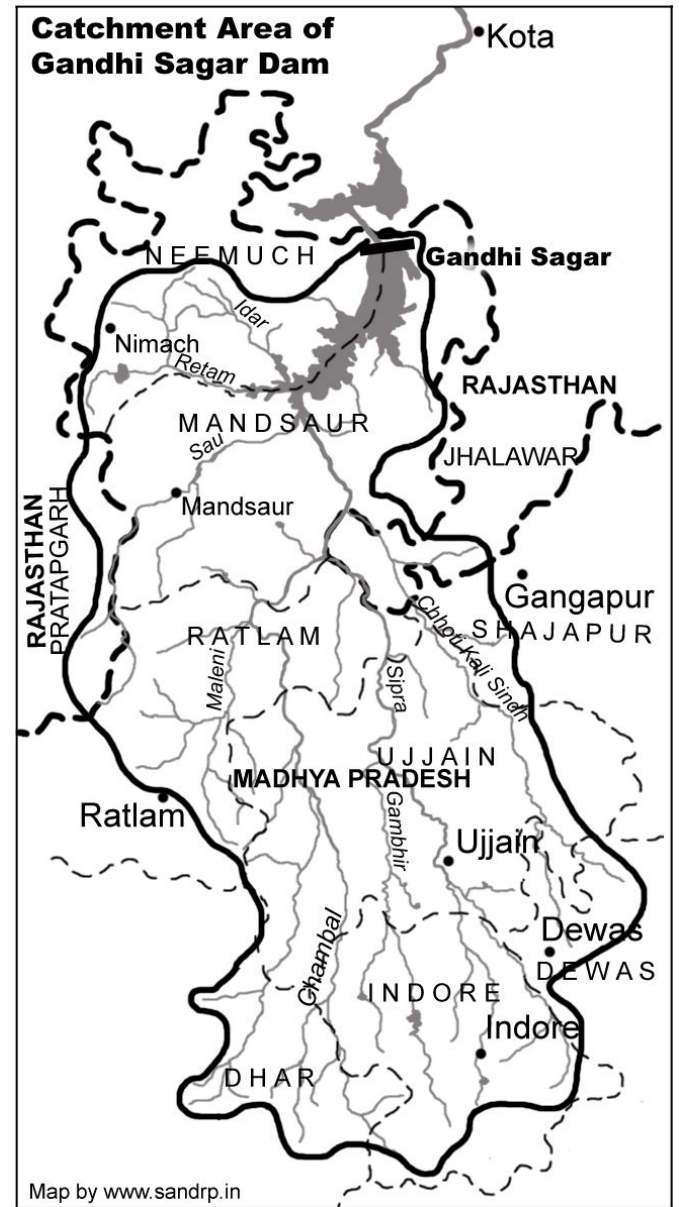 Catchment Area of
Gandhi Sagar Dam
Kota
NEEMUCH
Gandhi Sagar
Idar
Nimach
Retam
RAJASTHAN
MANDSAUR
Sau
JHALAWAR
Mandsaur
RAJASTHAN
PRATAPGARH
Gangapur
Chhoti Kali Sindh
SHAJAPUR
RATLAM
Maleni
Sipra
UJJAIN
MADHYA PRADESH
Ratlam
Gambhir
Ujjain
Chambal
Dewas
DEWAS
INDORE
Indore
DHAR
Map by www.sandrp.in